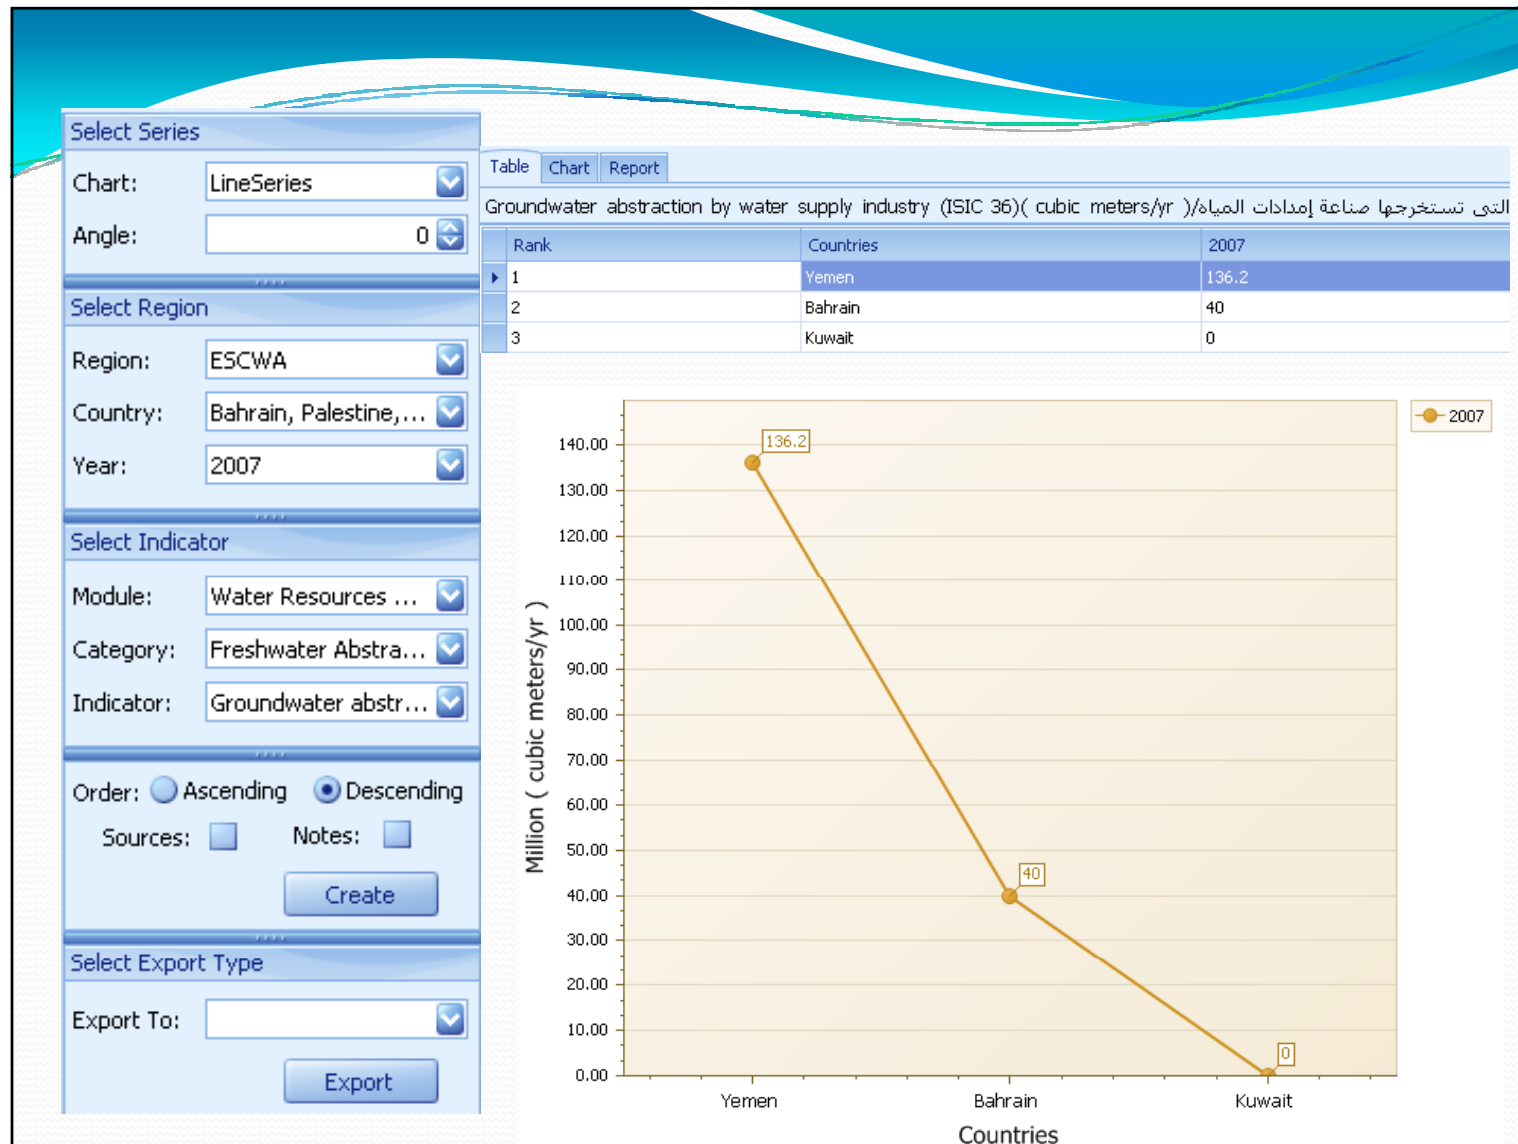 Select Series
Chart: LineSeries
Angle: 0
Select Region
Region: ESCWA
Country: Bahrain, Palestine,...
Year: 2007
Select Indicator
Module: Water Resources ...
Category: Freshwater Abstra...
Indicator: Groundwater abstr...
Order: Ascending Descending
Sources: Notes:
Create
Select Export Type
Export To:
Export
Table Chart Report
Groundwater abstraction by water supply industry (ISIC 36)( cubic meters/yr )/التي تستخرجها صناعة إمدادات المياه
Rank Countries 2007
1 Yemen 136.2
2 Bahrain 40
3 Kuwait 0
2007
Million ( cubic meters/yr )
140.00
130.00
120.00
110.00
100.00
90.00
80.00
70.00
60.00
50.00
40.00
30.00
20.00
10.00
0.00
136.2
40
0
Yemen Bahrain Kuwait
Countries